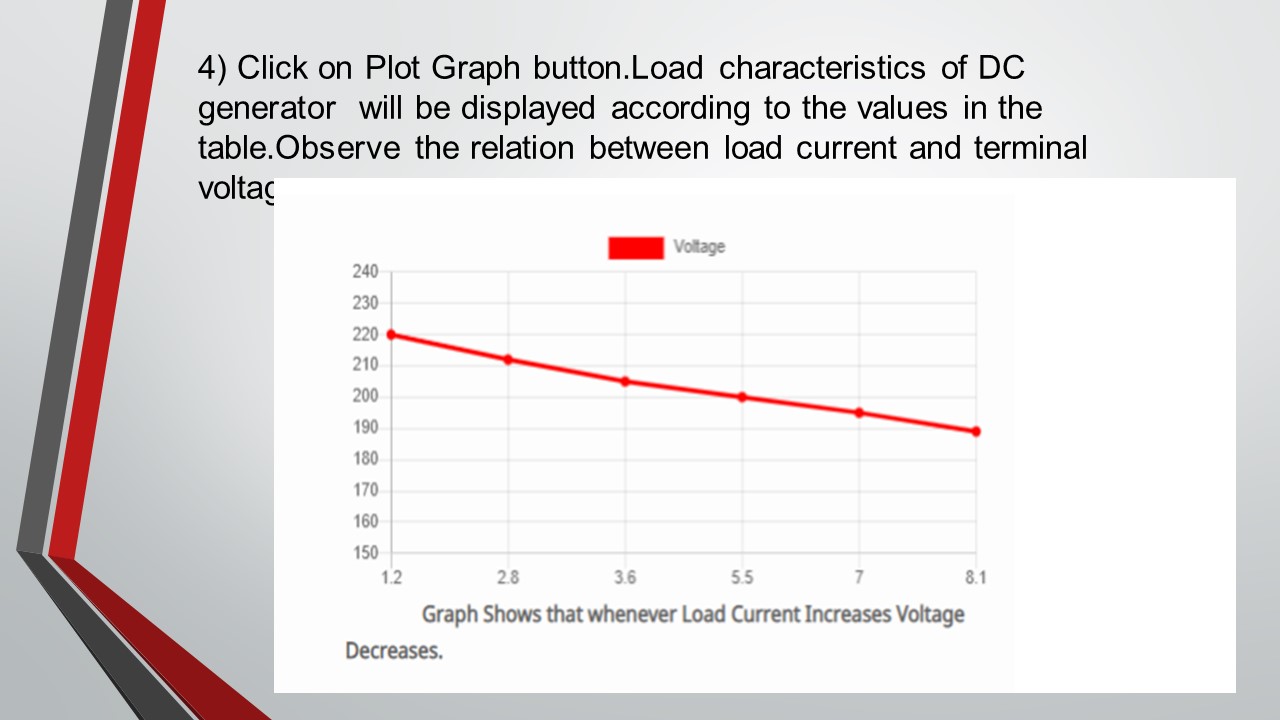 4) Click on Plot Graph button.Load characteristics of DC
generator will be displayed according to the values in the
table.Observe the relation between load current and terminal
Voltage
240
230
220
210
200
190
180
170
160
150
1.2 2.8 3.6 5.5 7 8.1
Graph Shows that whenever Load Current Increases Voltage
Decreases.